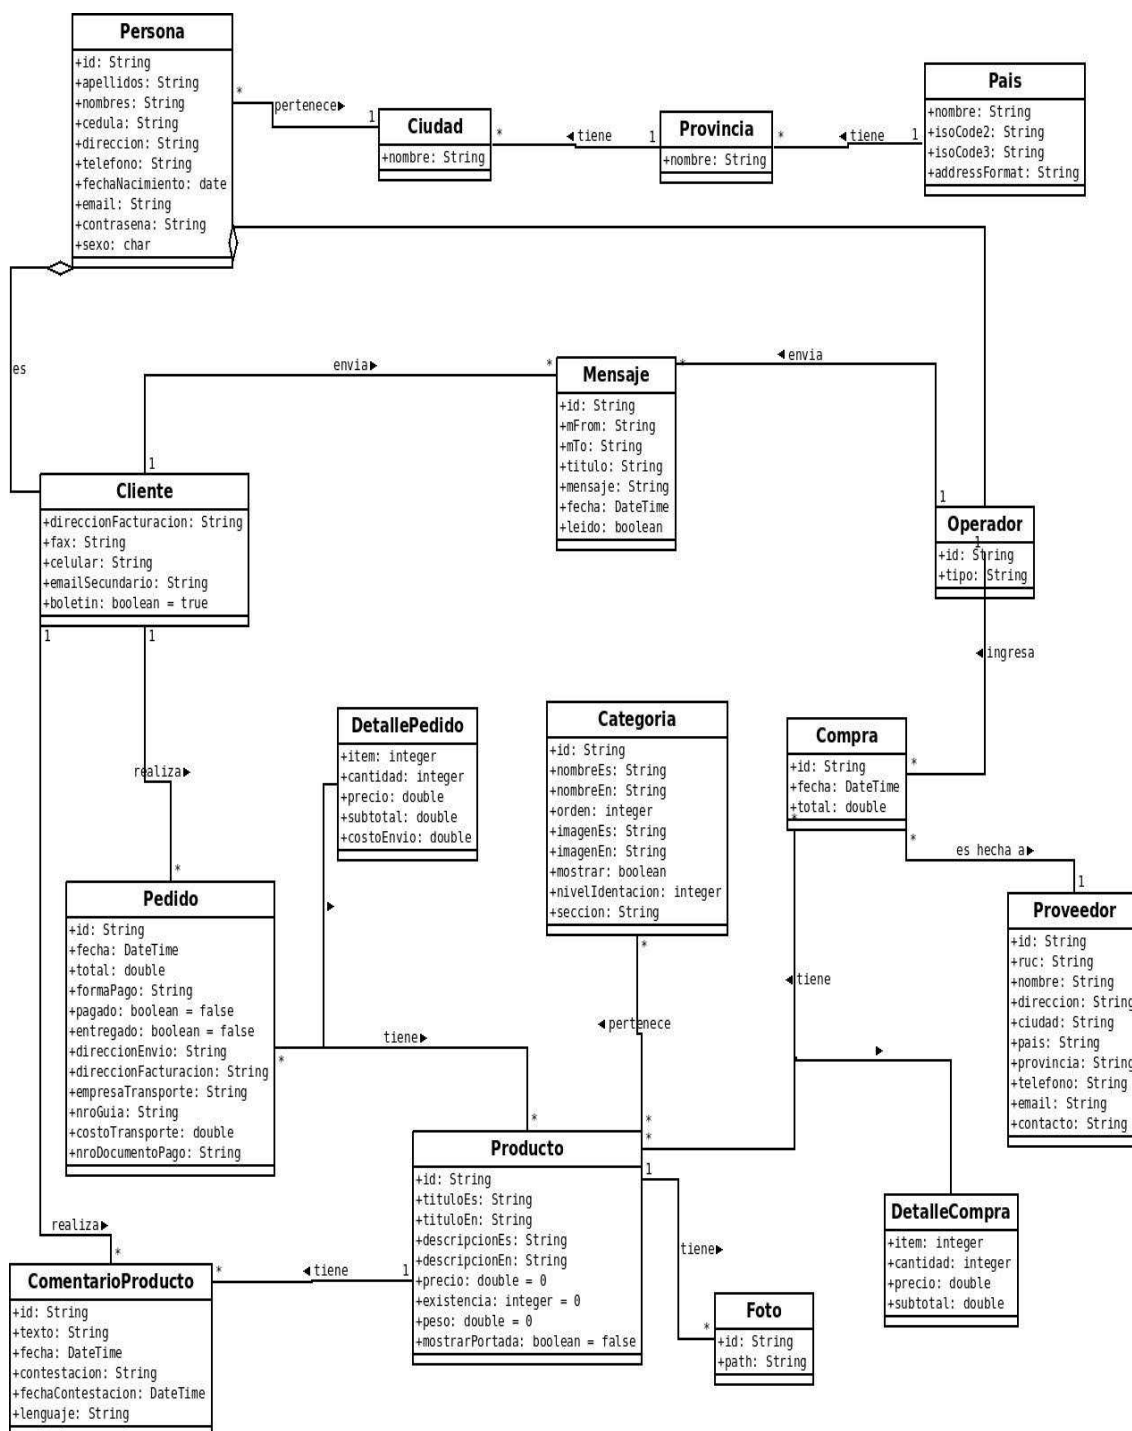 Persona
+id: String
+apellidos: String
+nombres: String
+cedula: String
+direccion: String
+telefono: String
+fechaNacimiento: date
+email: String
+contrasena: String
+sexo: char
*
pertenece
1
Ciudad
+nombre: String
*
tiene
1
Provincia
+nombre: String
*
tiene
1
Pais
+nombre: String
+isoCode2: String
+isoCode3: String
+addressFormat: String
es
envia
*
Mensaje
+id: String
+mFrom: String
+mTo: String
+titulo: String
+mensaje: String
+fecha: DateTime
+leido: boolean
*
envia
1
Cliente
+direccionFacturacion: String
+fax: String
+celular: String
+emailSecundario: String
+boletin: boolean = true
1
1
1
Operador
1
+id: String
+tipo: String
ingresa
DetallePedido
+item: integer
+cantidad: integer
+precio: double
+subtotal: double
+costoEnvio: double
Categoria
+id: String
+nombreEs: String
+nombreEn: String
+orden: integer
+imagenEs: String
+imagenEn: String
+mostrar: boolean
+nivelIdentacion: integer
+seccion: String
*
Compra
+id: String
+fecha: DateTime
+total: double
*
*
*
es hecha a
1
realiza
*
Pedido
+id: String
+fecha: DateTime
+total: double
+formaPago: String
+pagado: boolean = false
+entregado: boolean = false
+direccionEnvio: String
+direccionFacturacion: String
+empresaTransporte: String
+nroGuia: String
+costoTransporte: double
+nroDocumentoPago: String
*
tiene
*
pertenece
*
*
tiene
Proveedor
+id: String
+ruc: String
+nombre: String
+direccion: String
+ciudad: String
+pais: String
+provincia: String
+telefono: String
+email: String
+contacto: String
Producto
+id: String
+tituloEs: String
+tituloEn: String
+descripcionEs: String
+descripcionEn: String
+precio: double = 0
+existencia: integer = 0
+peso: double = 0
+mostrarPortada: boolean = false
1
tiene
*
Foto
+id: String
+path: String
DetalleCompra
+item: integer
+cantidad: integer
+precio: double
+subtotal: double
realiza
*
ComentarioProducto
+id: String
+texto: String
+fecha: DateTime
+contestacion: String
+fechaContestacion: DateTime
+lenguaje: String
*
tiene
1